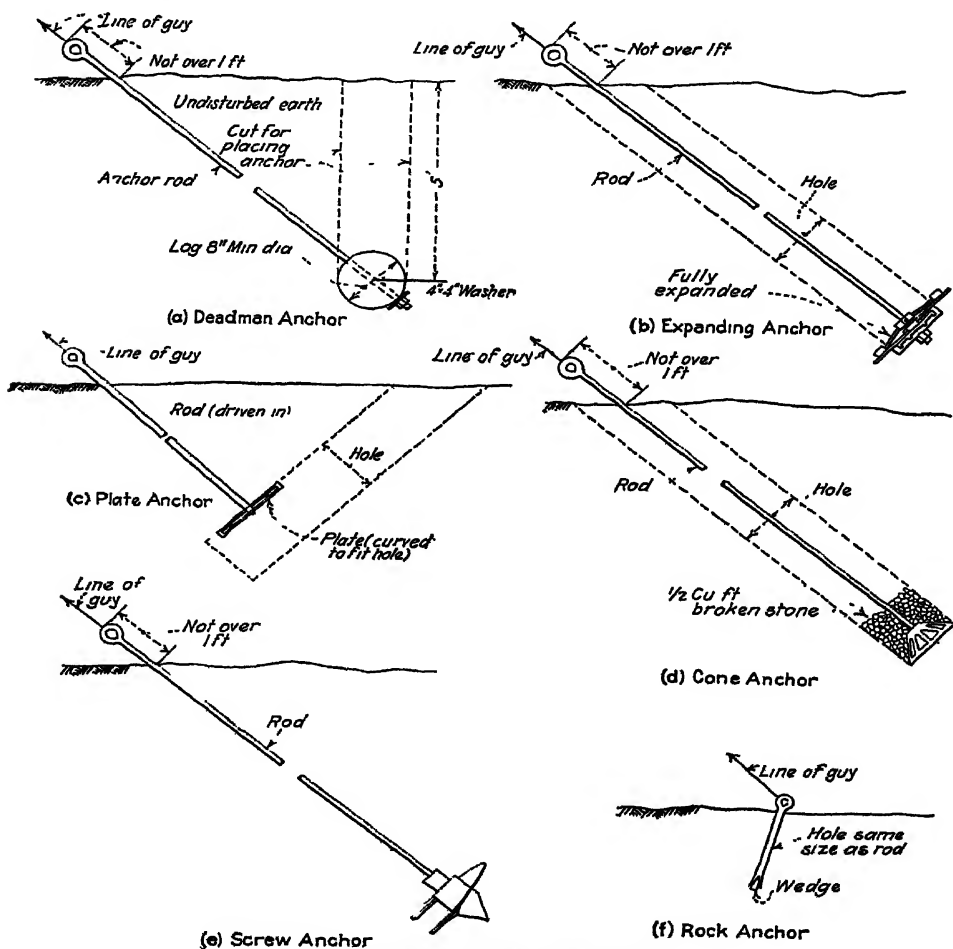 Line of guy
Not over 1 ft
Undisturbed earth
Cut for
placing
anchor
Anchor rod
5'
Log 8" Min dia
4"-4" Washer
(a) Deadman Anchor
Line of guy
Not over 1 ft
Rod
Hole
Fully
expanded
(b) Expanding Anchor
Line of guy
Rod (driven in)
Hole
(c) Plate Anchor
Plate (curved
to fit hole)
Line of guy
Not over
1 ft
Rod
Hole
1/2 Cu ft
broken stone
(d) Cone Anchor
Line of
guy
Not over
1 ft
Rod
(e) Screw Anchor
Line of guy
Hole same
size as rod
Wedge
(f) Rock Anchor